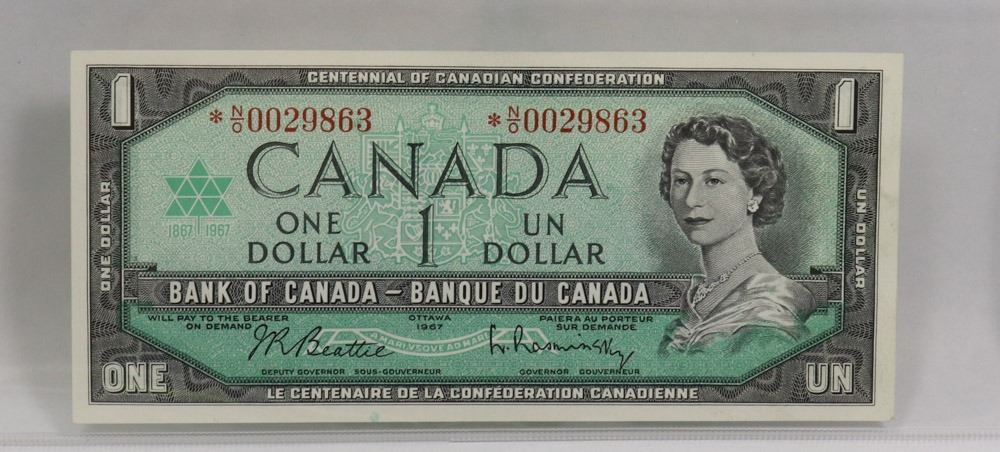 1
CENTENNIAL OF CANADIAN CONFEDERATION
1
*N/O0029863
*N/O0029863
CANADA
1867 1967
ONE DOLLAR
1
UN DOLLAR
ONE DOLLAR
UN DOLLAR
BANK OF CANADA – BANQUE DU CANADA
WILL PAY TO THE BEARER ON DEMAND
OTTAWA 1967
PAIERA AU PORTEUR SUR DEMANDE
J R Beattie
L. Rasminsky
DEPUTY GOVERNOR SOUS-GOUVERNEUR
GOVERNOR GOUVERNEUR
ONE
LE CENTENAIRE DE LA CONFÉDÉRATION CANADIENNE
UN